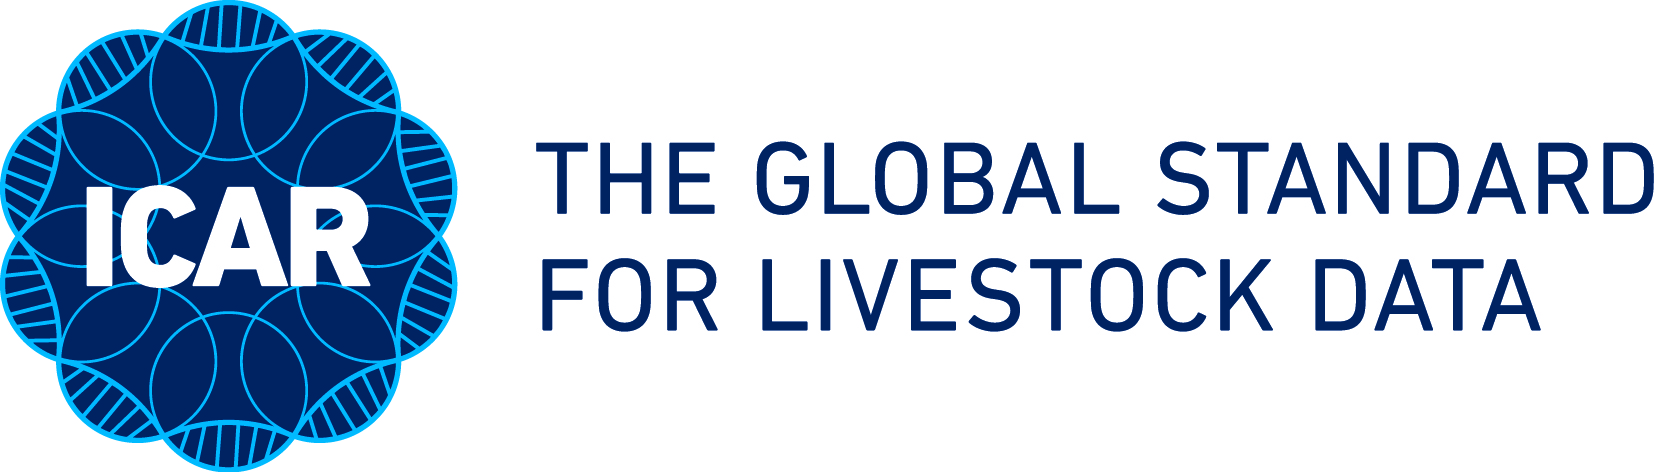 ICAR
THE GLOBAL STANDARD
FOR LIVESTOCK DATA